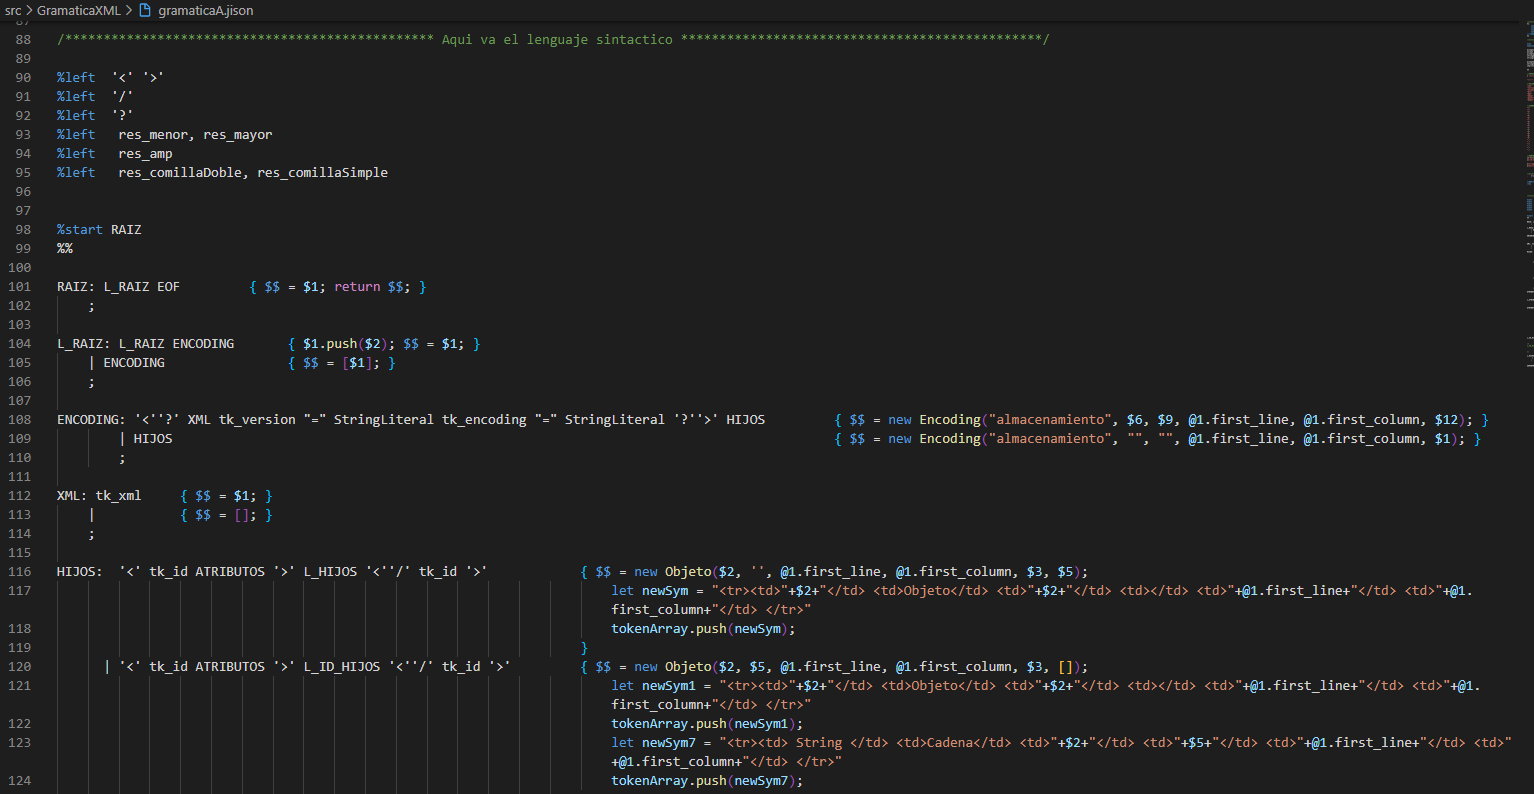 src > GramaticaXML > gramaticaA.jison
87
88 /************************************************ Aqui va el lenguaje sintactico ***********************************************/
89
90 %left '<' '>'
91 %left '/'
92 %left '?'
93 %left res_menor, res_mayor
94 %left res_amp
95 %left res_comillaDoble, res_comillaSimple
96
97
98 %start RAIZ
99 %%
100
101 RAIZ: L_RAIZ EOF { $$ = $1; return $$; }
102 ;
103
104 L_RAIZ: L_RAIZ ENCODING { $1.push($2); $$ = $1; }
105 | ENCODING { $$ = [$1]; }
106 ;
107
108 ENCODING: '<''?' XML tk_version "=" StringLiteral tk_encoding "=" StringLiteral '?''>' HIJOS { $$ = new Encoding("almacenamiento", $6, $9, @1.first_line, @1.first_column, $12); }
109 | HIJOS { $$ = new Encoding("almacenamiento", "", "", @1.first_line, @1.first_column, $1); }
110 ;
111
112 XML: tk_xml { $$ = $1; }
113 | { $$ = []; }
114 ;
115
116 HIJOS: '<' tk_id ATRIBUTOS '>' L_HIJOS '<''/' tk_id '>' { $$ = new Objeto($2, '', @1.first_line, @1.first_column, $3, $5);
117 let newSym = "<tr><td>"+$2+"</td> <td>Objeto</td> <td>"+$2+"</td> <td></td> <td>"+@1.first_line+"</td> <td>"+@1.
first_column+"</td> </tr>"
118 tokenArray.push(newSym);
119 }
120 | '<' tk_id ATRIBUTOS '>' L_ID_HIJOS '<''/' tk_id '>' { $$ = new Objeto($2, $5, @1.first_line, @1.first_column, $3, []);
121 let newSym1 = "<tr><td>"+$2+"</td> <td>Objeto</td> <td>"+$2+"</td> <td></td> <td>"+@1.first_line+"</td> <td>"+@1.
first_column+"</td> </tr>"
122 tokenArray.push(newSym1);
123 let newSym7 = "<tr><td> String </td> <td>Cadena</td> <td>"+$2+"</td> <td>"+$5+"</td> <td>"+@1.first_line+"</td> <td>"
+@1.first_column+"</td> </tr>"
124 tokenArray.push(newSym7);